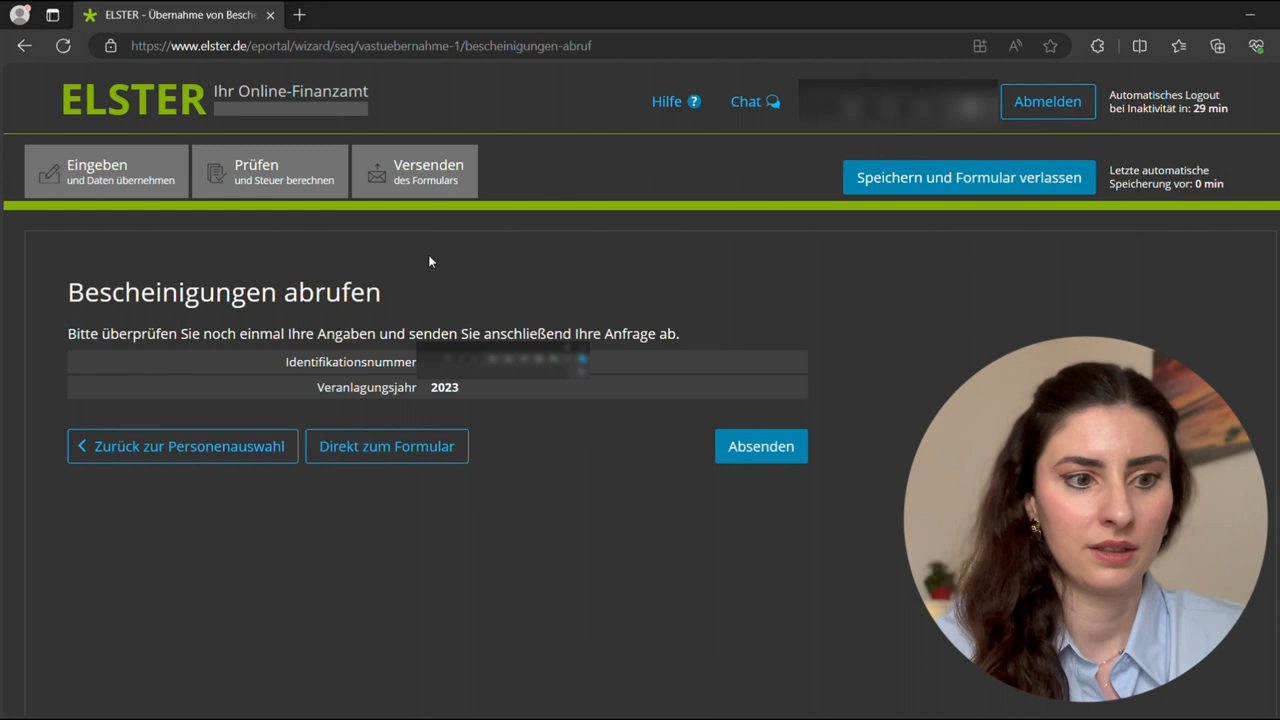 ELSTER - Übernahme von Besche
https://www.elster.de/eportal/wizard/seq/vastuebernahme-1/bescheinigungen-abruf
ELSTER
Ihr Online-Finanzamt
Hilfe ?
Chat
Abmelden
Automatisches Logout
bei Inaktivität in: 29 min
Eingeben
und Daten übernehmen
Prüfen
und Steuer berechnen
Versenden
des Formulars
Speichern und Formular verlassen
Letzte automatische
Speicherung vor: 0 min
Bescheinigungen abrufen
Bitte überprüfen Sie noch einmal Ihre Angaben und senden Sie anschließend Ihre Anfrage ab.
Identifikationsnummer
Veranlagungsjahr 2023
Zurück zur Personenauswahl
Direkt zum Formular
Absenden